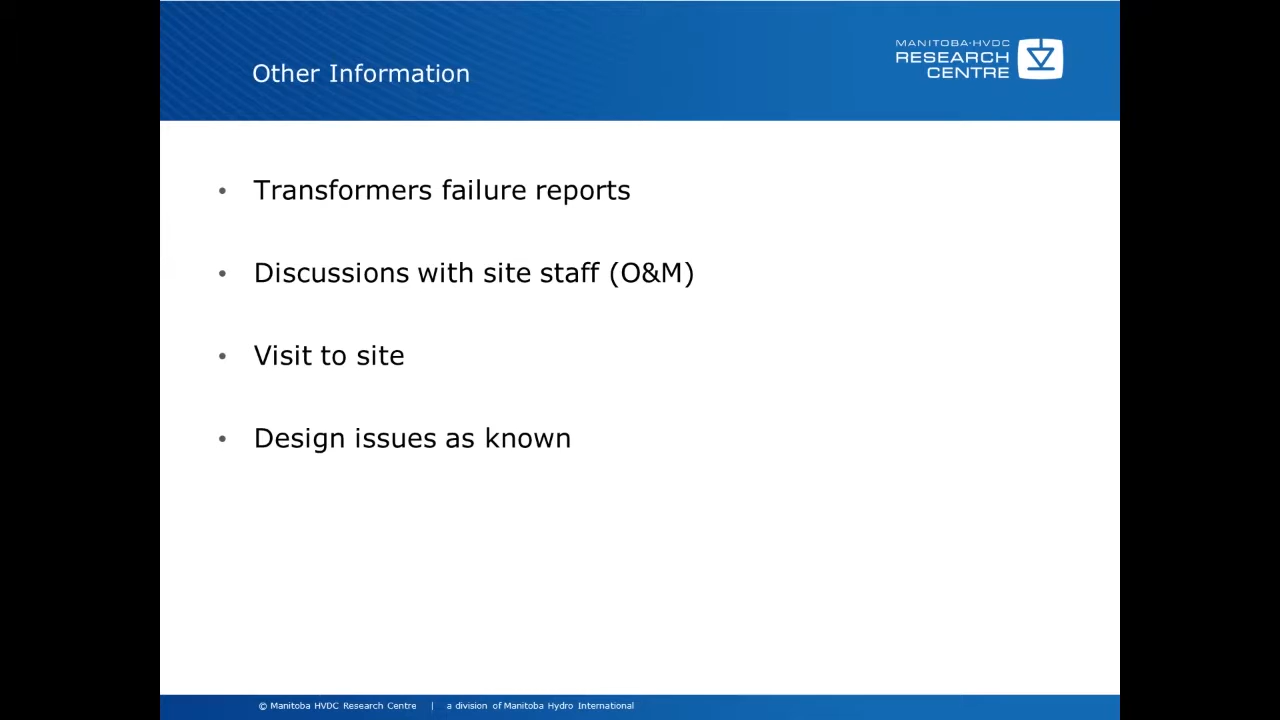 Other Information
MANITOBA·HVDC
RESEARCH
CENTRE
• Transformers failure reports
• Discussions with site staff (O&M)
• Visit to site
• Design issues as known
© Manitoba HVDC Research Centre | a division of Manitoba Hydro International